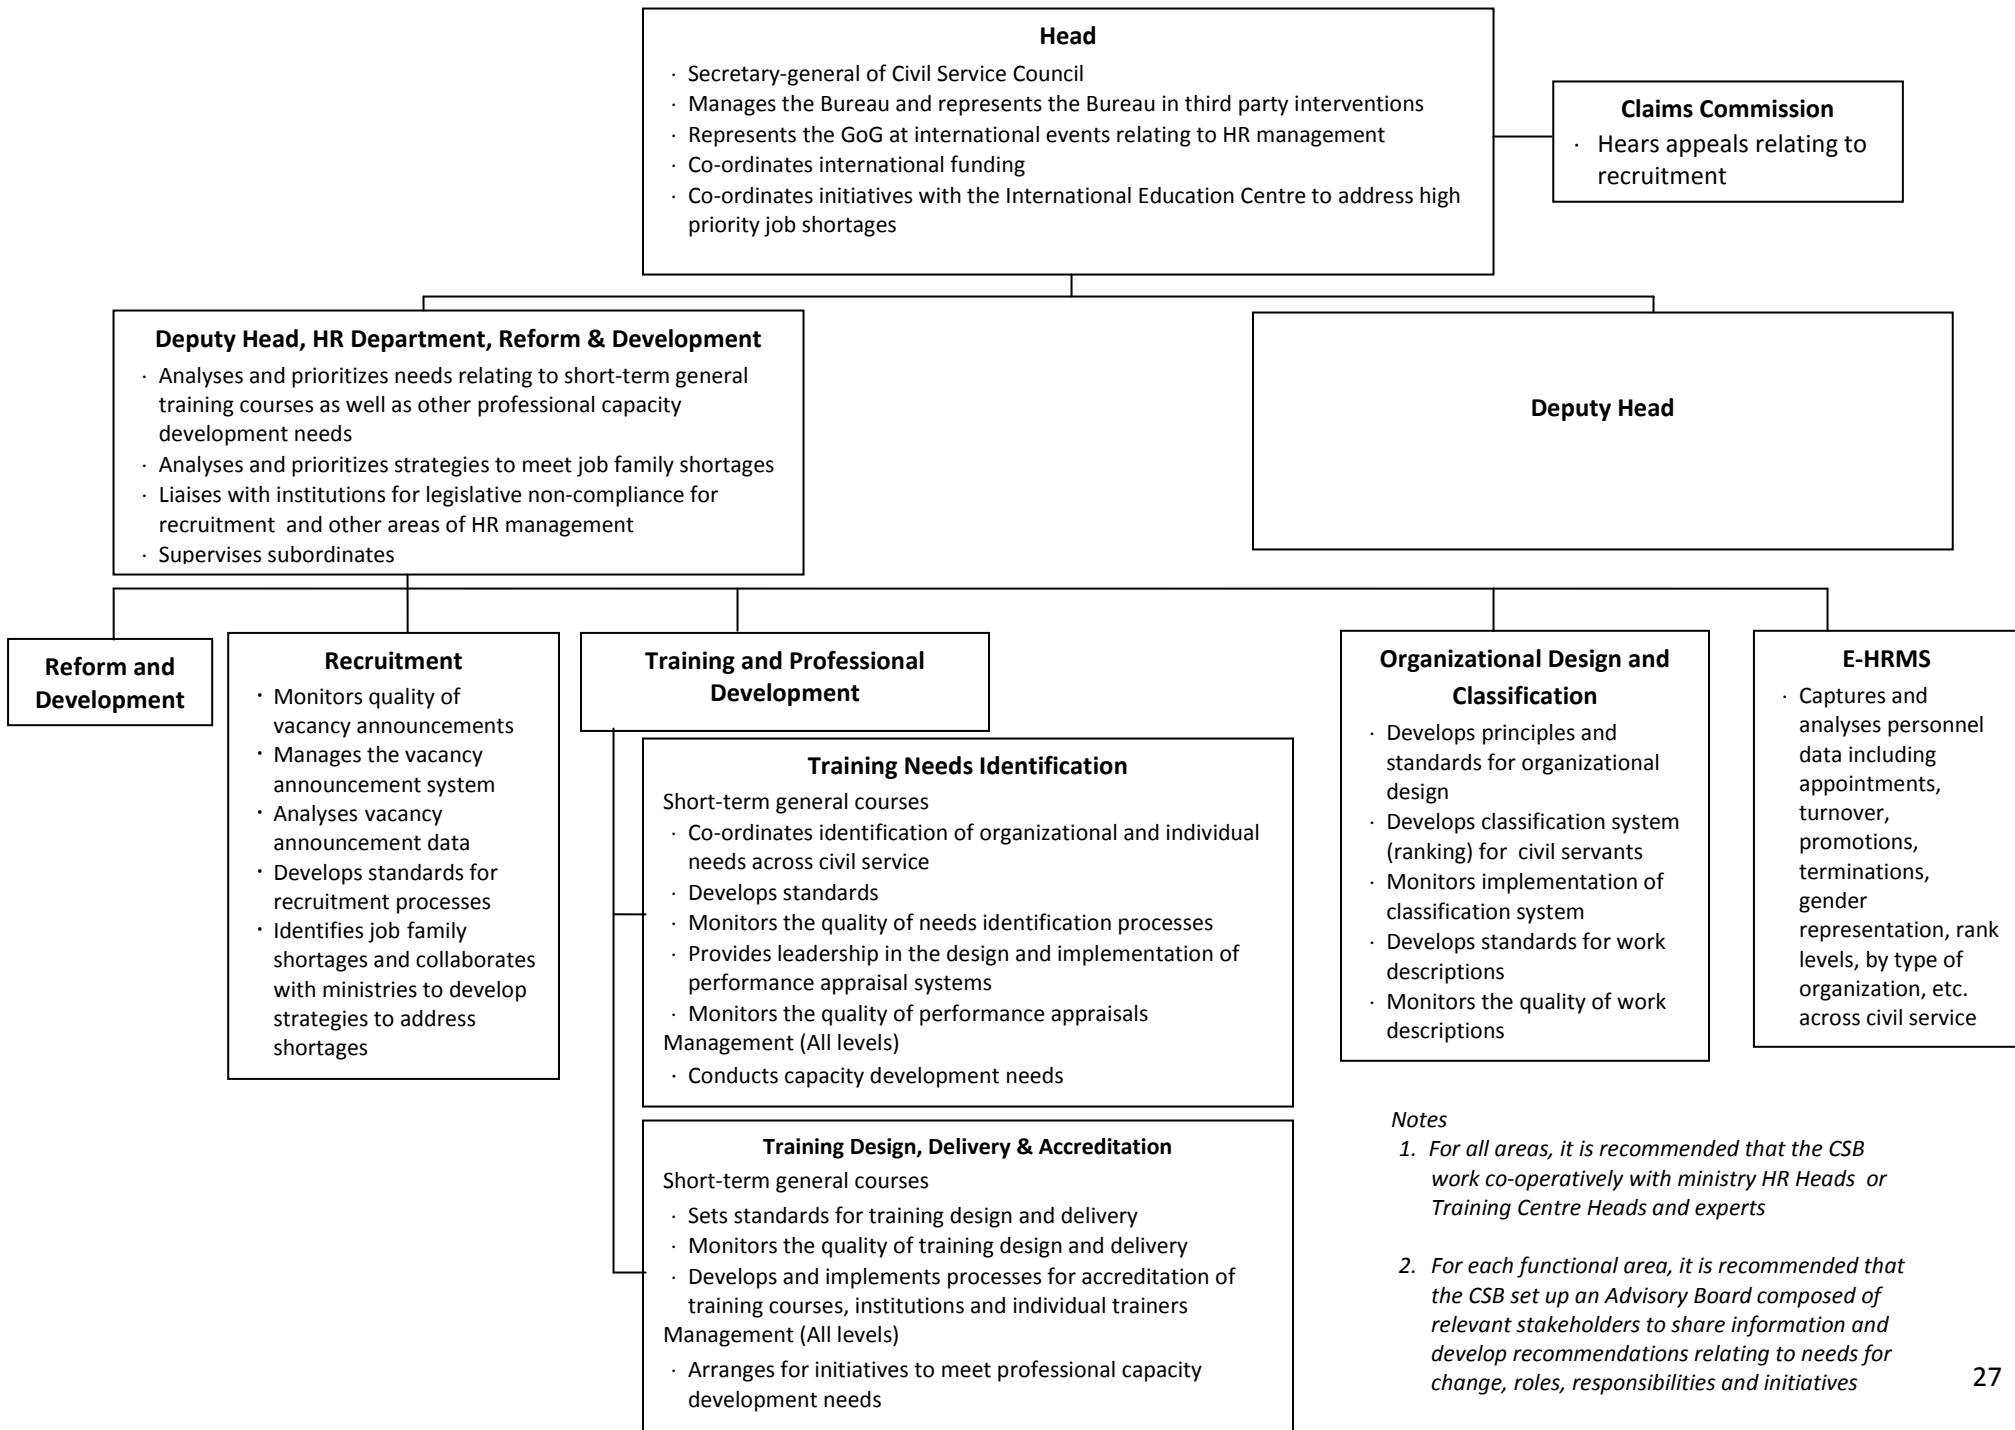 Head
· Secretary-general of Civil Service Council
· Manages the Bureau and represents the Bureau in third party interventions
· Represents the GoG at international events relating to HR management
· Co-ordinates international funding
· Co-ordinates initiatives with the International Education Centre to address high
priority job shortages
Claims Commission
· Hears appeals relating to
recruitment
Deputy Head, HR Department, Reform & Development
· Analyses and prioritizes needs relating to short-term general
training courses as well as other professional capacity
development needs
· Analyses and prioritizes strategies to meet job family shortages
· Liaises with institutions for legislative non-compliance for
recruitment and other areas of HR management
· Supervises subordinates
Deputy Head
Reform and
Development
Recruitment
· Monitors quality of
vacancy announcements
· Manages the vacancy
announcement system
· Analyses vacancy
announcement data
· Develops standards for
recruitment processes
· Identifies job family
shortages and collaborates
with ministries to develop
strategies to address
shortages
Training and Professional
Development
Training Needs Identification
Short-term general courses
· Co-ordinates identification of organizational and individual
needs across civil service
· Develops standards
· Monitors the quality of needs identification processes
· Provides leadership in the design and implementation of
performance appraisal systems
· Monitors the quality of performance appraisals
Management (All levels)
· Conducts capacity development needs
Training Design, Delivery & Accreditation
Short-term general courses
· Sets standards for training design and delivery
· Monitors the quality of training design and delivery
· Develops and implements processes for accreditation of
training courses, institutions and individual trainers
Management (All levels)
· Arranges for initiatives to meet professional capacity
development needs
Organizational Design and
Classification
· Develops principles and
standards for organizational
design
· Develops classification system
(ranking) for civil servants
· Monitors implementation of
classification system
· Develops standards for work
descriptions
· Monitors the quality of work
descriptions
E-HRMS
· Captures and
analyses personnel
data including
appointments,
turnover,
promotions,
terminations,
gender
representation, rank
levels, by type of
organization, etc.
across civil service
Notes
1. For all areas, it is recommended that the CSB
work co-operatively with ministry HR Heads or
Training Centre Heads and experts
2. For each functional area, it is recommended that
the CSB set up an Advisory Board composed of
relevant stakeholders to share information and
develop recommendations relating to needs for
change, roles, responsibilities and initiatives
27